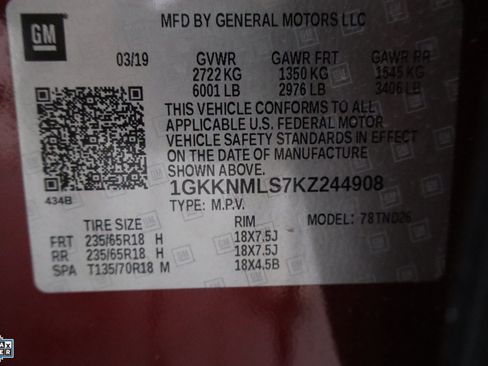 GM
MFD BY GENERAL MOTORS LLC
03/19 GVWR GAWR FRT GAWR RR
2722 KG 1350 KG 1545 KG
6001 LB 2976 LB 3406 LB
THIS VEHICLE CONFORMS TO ALL
APPLICABLE U.S. FEDERAL MOTOR
VEHICLE SAFETY STANDARDS IN EFFECT
ON THE DATE OF MANUFACTURE
SHOWN ABOVE.
434B
1GKKNMLS7KZ244908
TYPE: M.P.V. MODEL: 78TND26
TIRE SIZE RIM
FRT 235/65R18 H 18X7.5J
RR 235/65R18 H 18X7.5J
SPA T135/70R18 M 18X4.5B